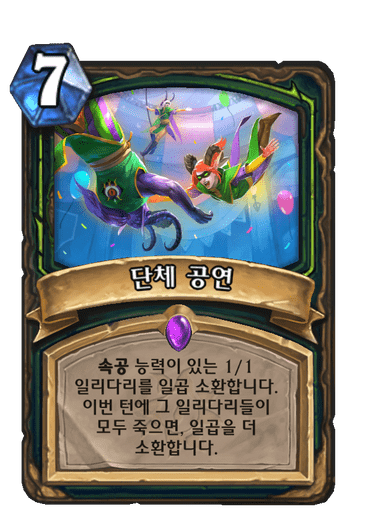 7
단체 공연
속공 능력이 있는 1/1
일리다리를 일곱 소환합니다.
이번 턴에 그 일리다리들이
모두 죽으면, 일곱을 더
소환합니다.